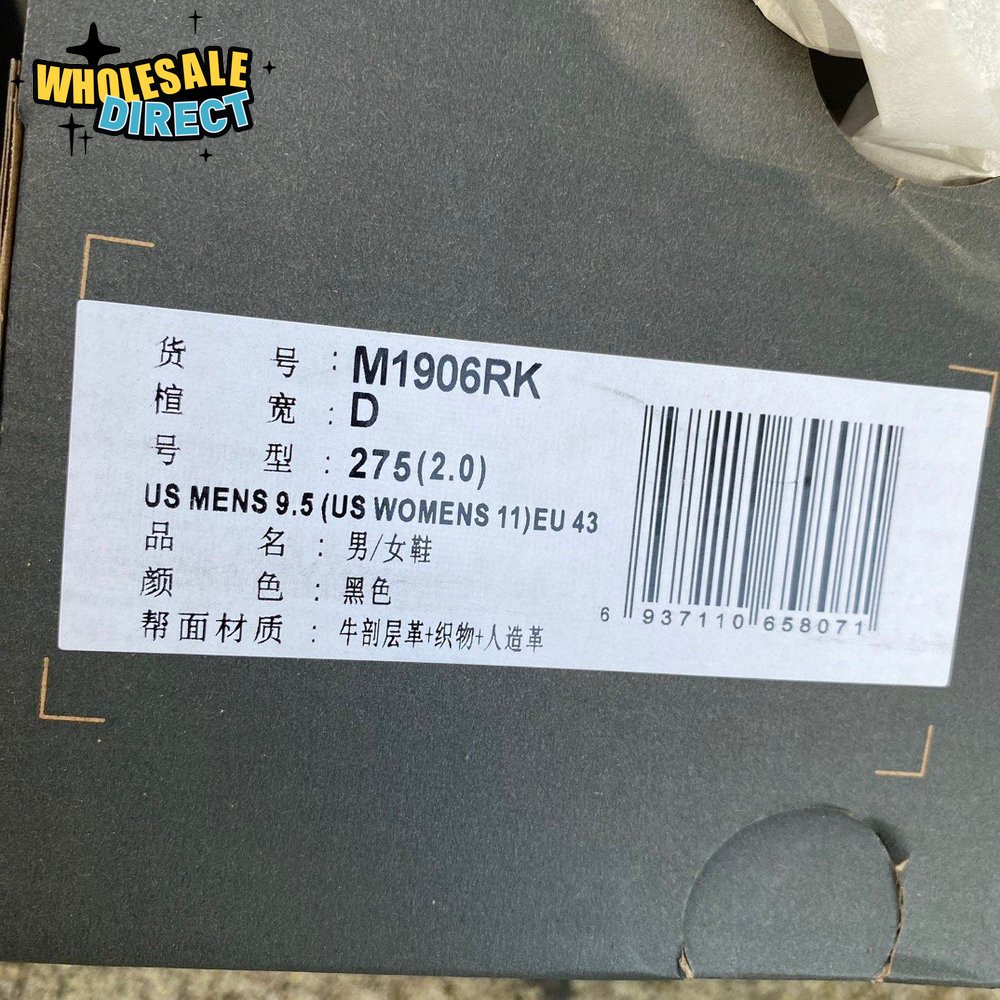 WHOLESALE
DIRECT
货 号 : M1906RK
楦 宽 : D
号 型 : 275(2.0)
US MENS 9.5 (US WOMENS 11)EU 43
品 名 : 男/女鞋
颜 色 : 黑色
帮面材质 : 牛剖层革+织物+人造革
6 937110 658071